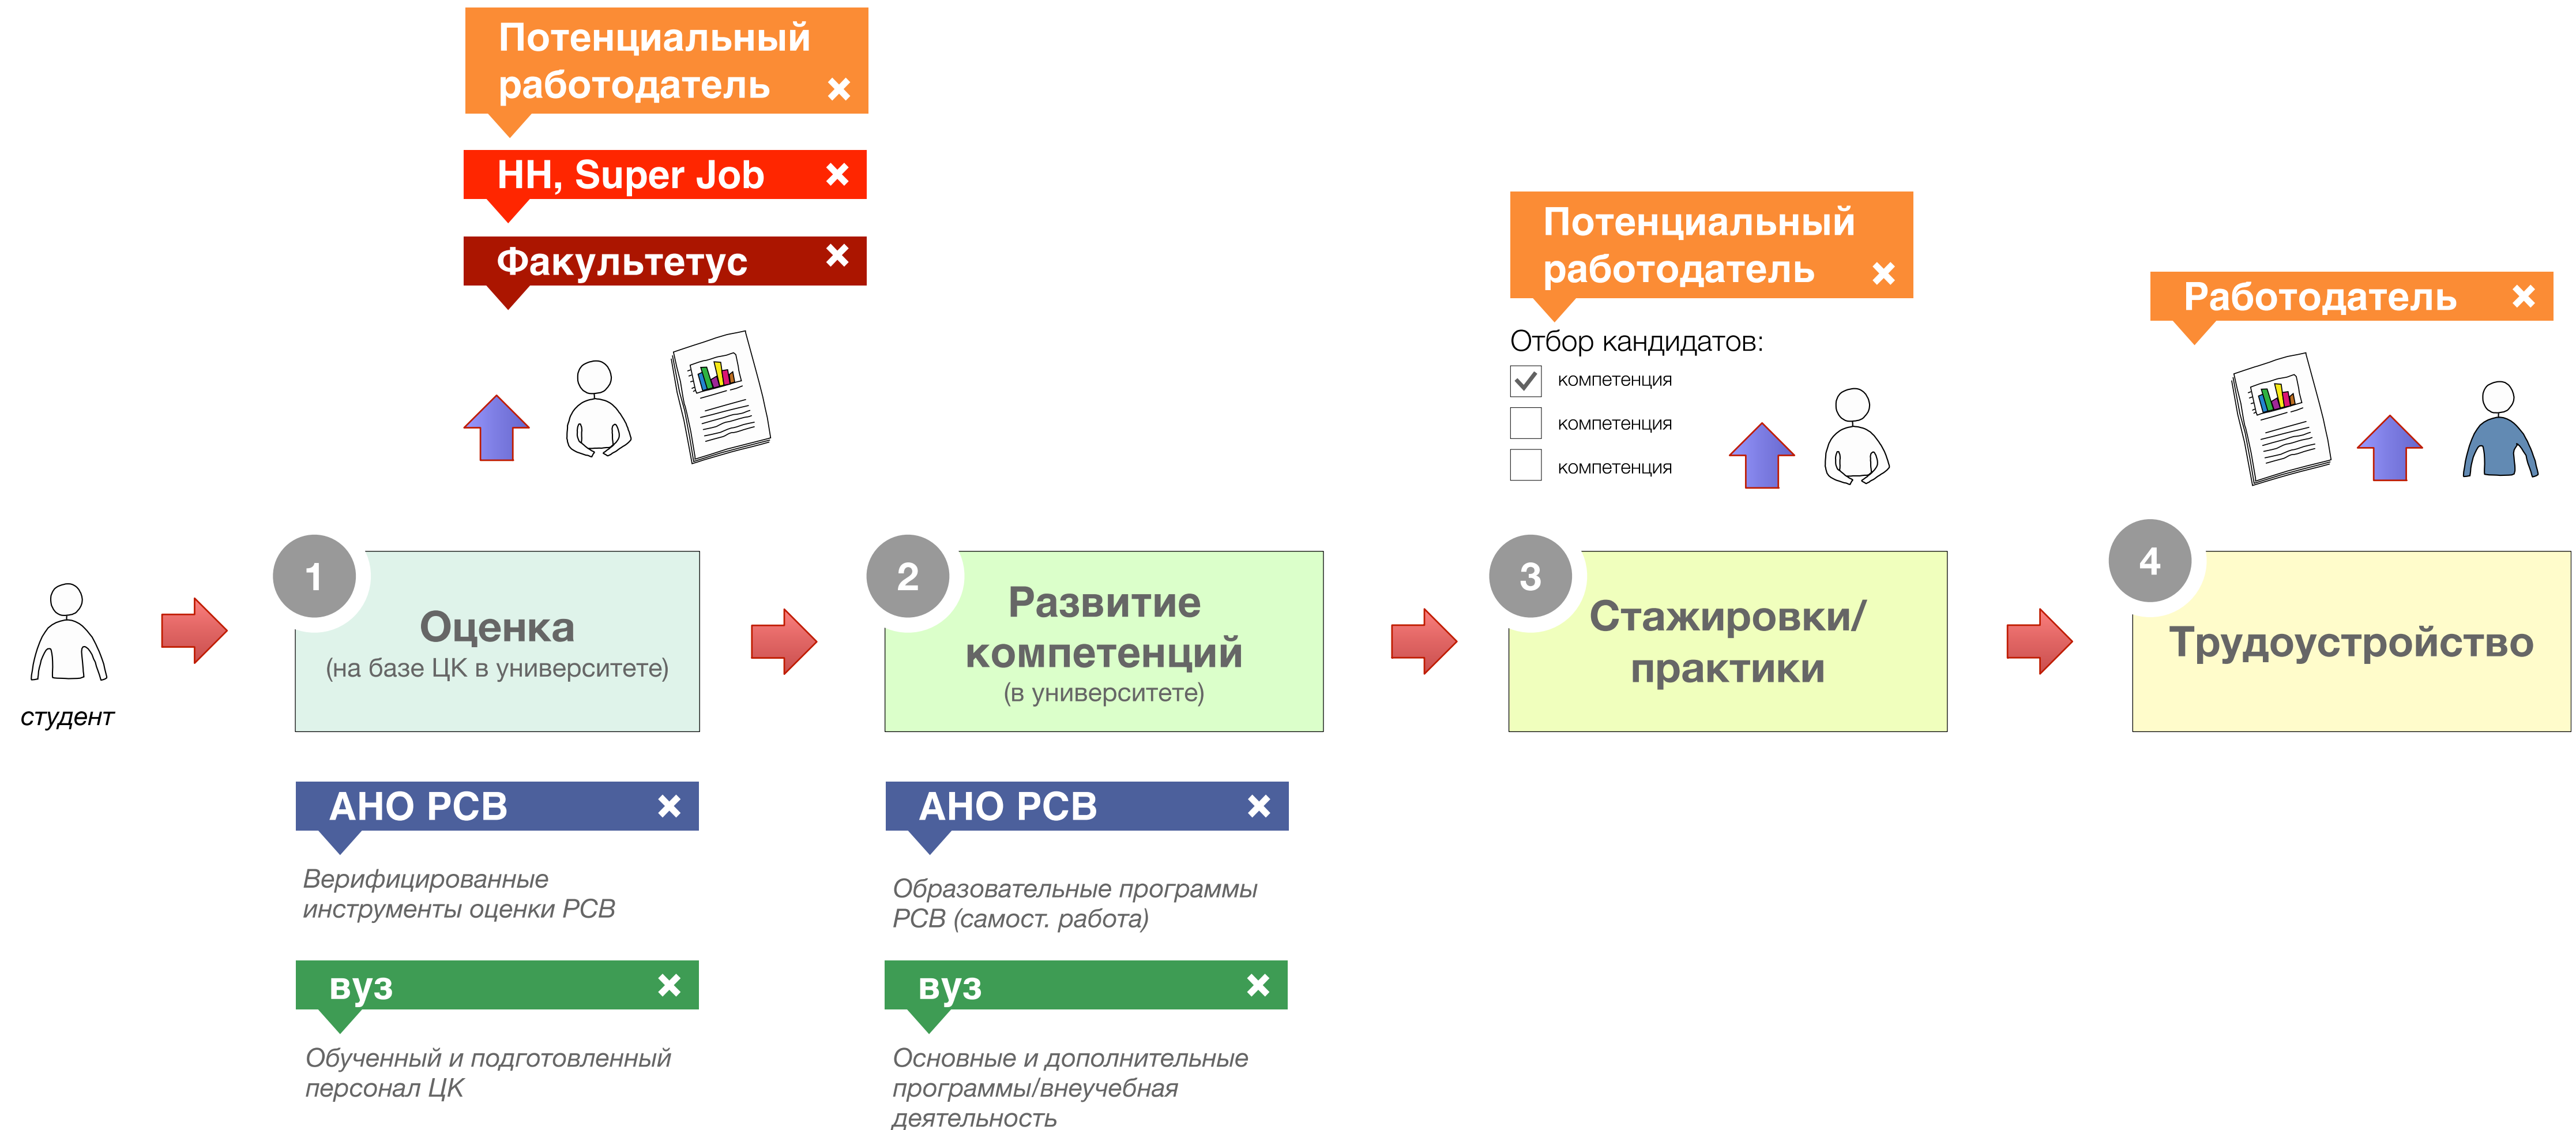 Потенциальный
работодатель
HH, Super Job
Факультетус
Потенциальный
работодатель
Отбор кандидатов:
компетенция
компетенция
компетенция
Работодатель
студент
1
Оценка
(на базе ЦК в университете)
2
Развитие
компетенций
(в университете)
3
Стажировки/
практики
4
Трудоустройство
АНО РСВ
Верифицированные
инструменты оценки РСВ
вуз
Обученный и подготовленный
персонал ЦК
АНО РСВ
Образовательные программы
РСВ (самост. работа)
вуз
Основные и дополнительные
программы/внеучебная
деятельность